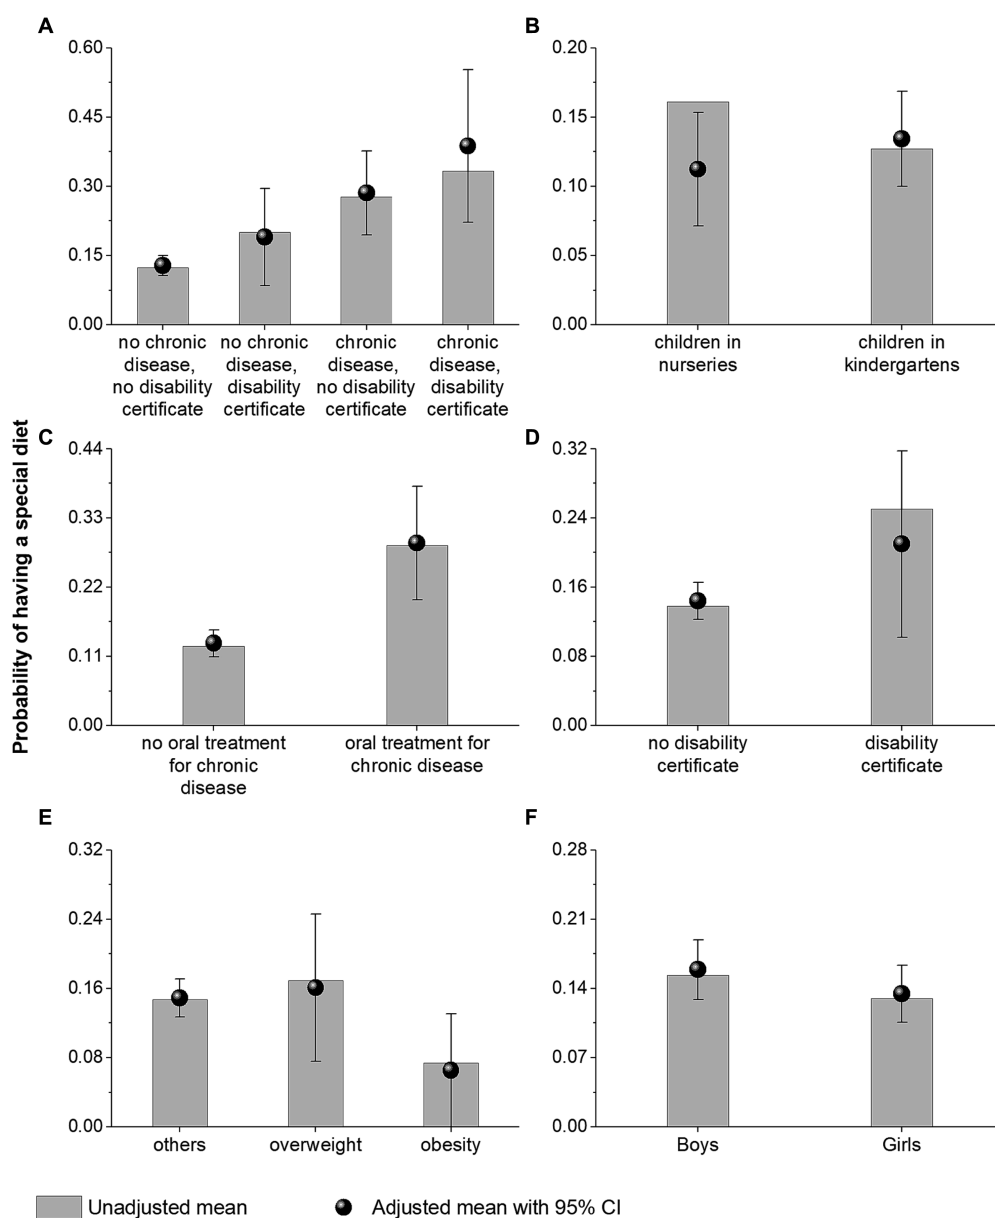 Probability of having a special diet
A
0.60
0.45
0.30
0.15
0.00
no chronic
disease,
no disability
certificate
no chronic
disease,
disability
certificate
chronic
disease,
no disability
certificate
chronic
disease,
disability
certificate
B
0.20
0.15
0.10
0.05
0.00
children in
nurseries
children in
kindergartens
C
0.44
0.33
0.22
0.11
0.00
no oral treatment
for chronic
disease
oral treatment for
chronic disease
D
0.32
0.24
0.16
0.08
0.00
no disability
certificate
disability
certificate
E
0.32
0.24
0.16
0.08
0.00
others
overweight
obesity
F
0.28
0.21
0.14
0.07
0.00
Boys
Girls
Unadjusted mean
Adjusted mean with 95% CI